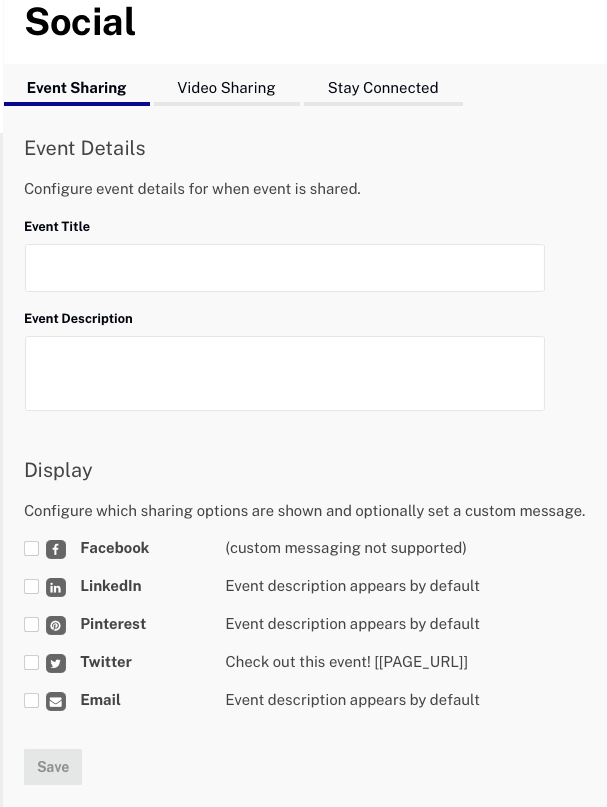 Social
Event Sharing Video Sharing Stay Connected
Event Details
Configure event details for when event is shared.
Event Title
Event Description
Display
Configure which sharing options are shown and optionally set a custom message.
Facebook (custom messaging not supported)
LinkedIn Event description appears by default
Pinterest Event description appears by default
Twitter Check out this event! [[PAGE_URL]]
Email Event description appears by default
Save